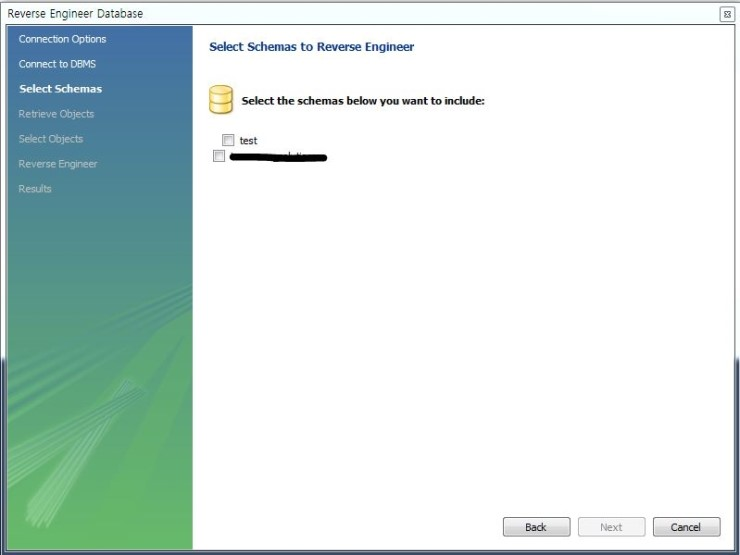 Reverse Engineer Database
Connection Options
Connect to DBMS
Select Schemas
Retrieve Objects
Select Objects
Reverse Engineer
Results
Select Schemas to Reverse Engineer
Select the schemas below you want to include:
test
Back
Next
Cancel